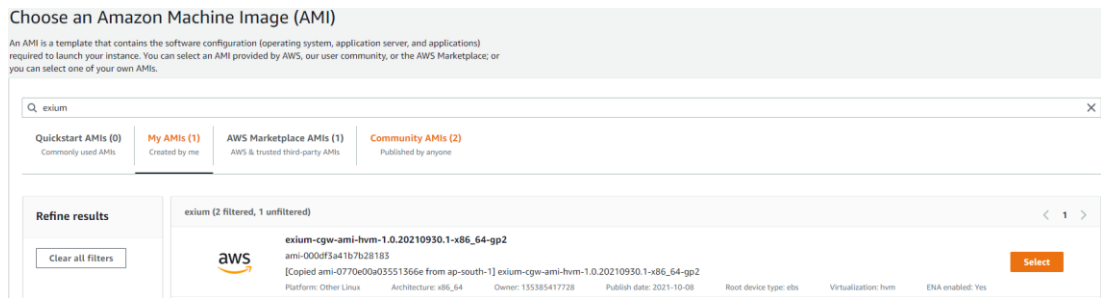 Choose an Amazon Machine Image (AMI)
An AMI is a template that contains the software configuration (operating system, application server, and applications)
required to launch your instance. You can select an AMI provided by AWS, our user community, or the AWS Marketplace; or
you can select one of your own AMIs.
exium
Quickstart AMIs (0)
Commonly used AMIs
My AMIs (1)
Created by me
AWS Marketplace AMIs (1)
AWS & trusted third-party AMIs
Community AMIs (2)
Published by anyone
Refine results
Clear all filters
exium (2 filtered, 1 unfiltered)
1
aws
exium-cgw-ami-hvm-1.0.20210930.1-x86_64-gp2
ami-000df3a41b7b28183
[Copied ami-0770e00a03551366e from ap-south-1] exium-cgw-ami-hvm-1.0.20210930.1-x86_64-gp2
Platform: Other Linux Architecture: x86_64 Owner: 135385417728 Publish date: 2021-10-08 Root device type: ebs Virtualization: hvm ENA enabled: Yes
Select